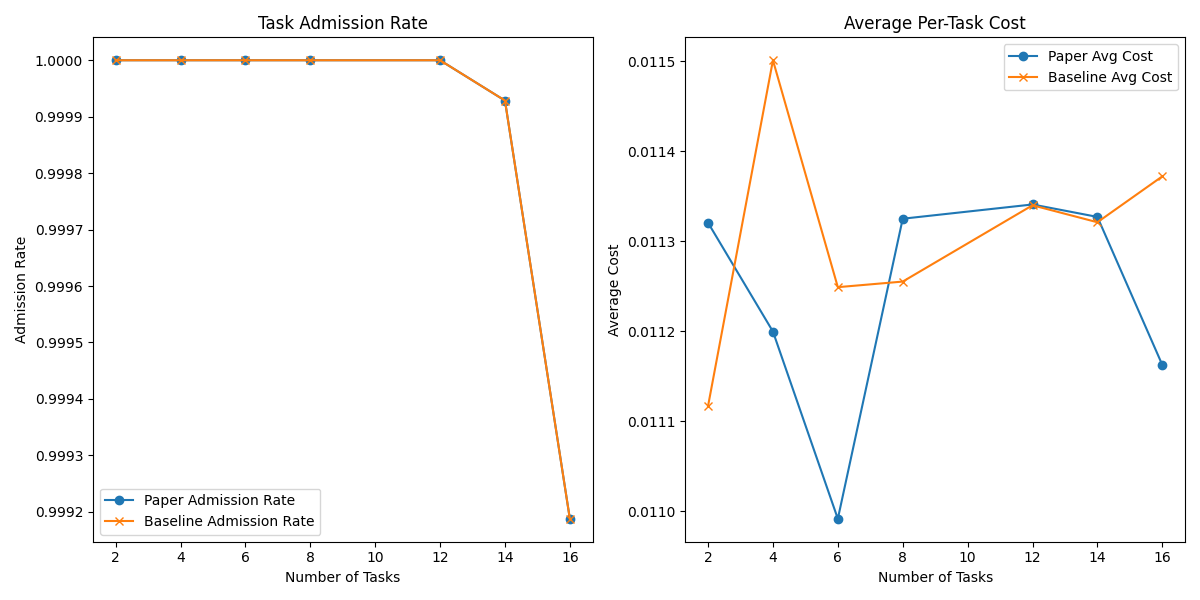 Task Admission Rate
Admission Rate
1.0000
0.9999
0.9998
0.9997
0.9996
0.9995
0.9994
0.9993
0.9992
Paper Admission Rate
Baseline Admission Rate
2 4 6 8 10 12 14 16
Number of Tasks
Average Per-Task Cost
Average Cost
0.0115
0.0114
0.0113
0.0112
0.0111
0.0110
Paper Avg Cost
Baseline Avg Cost
2 4 6 8 10 12 14 16
Number of Tasks